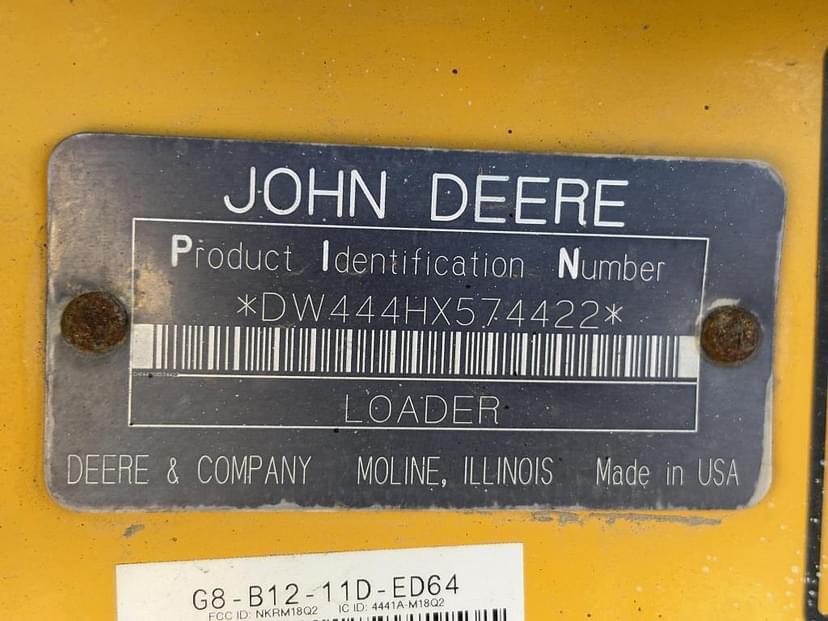 JOHN DEERE
Product Identification Number
*DW444HX574422*
LOADER
DEERE & COMPANY MOLINE, ILLINOIS Made in USA
G8-B12-11D-ED64
FCC ID: NKRM18Q2 IC ID: 4441A-M18Q2